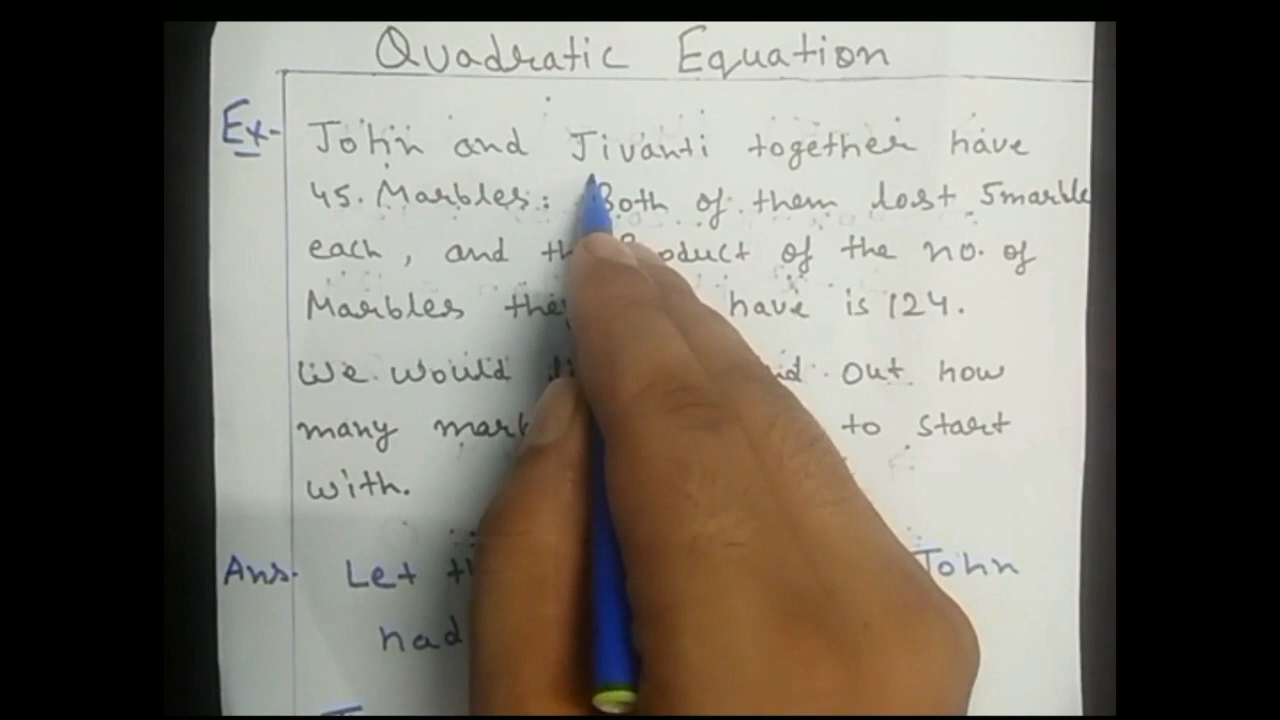 Quadratic Equation
Ex- John and Jivanti together have
45. Marbles. Both of them lost 5 marble
each, and product of the no. of
Marbles have is 124.
We would out how
many to start
with.
Ans. Let John
had